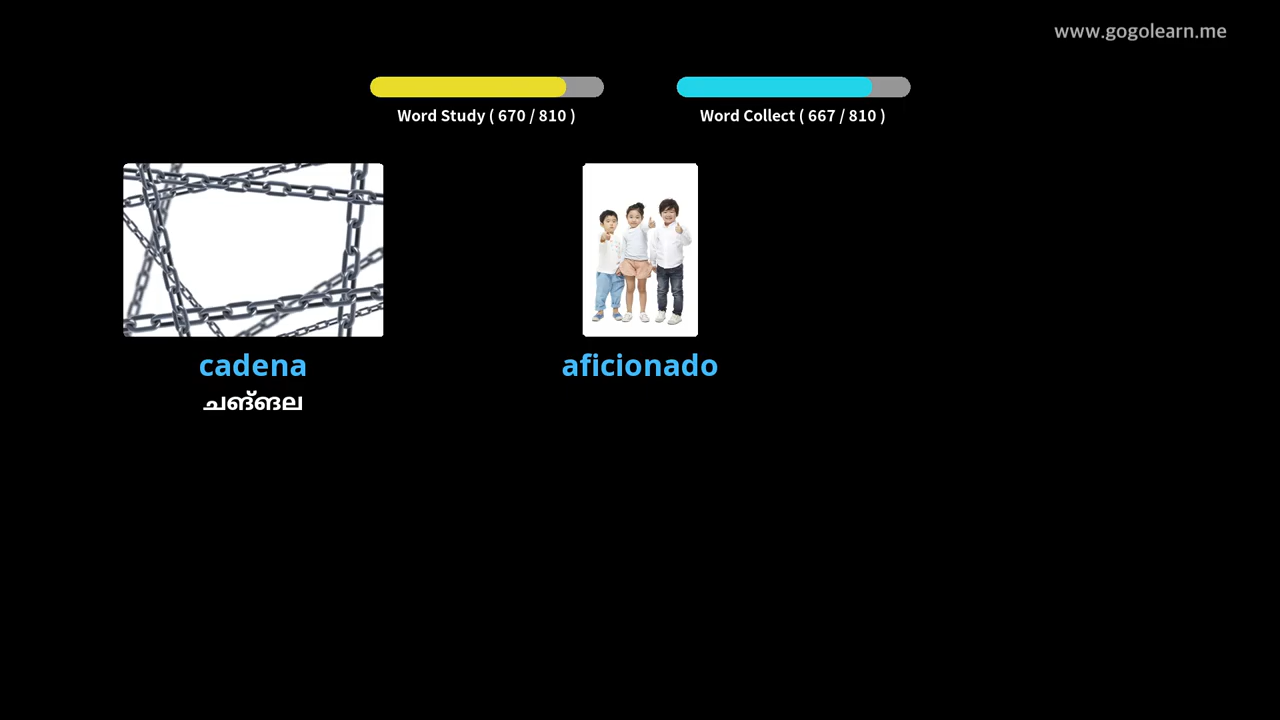 www.gogolearn.me
Word Study ( 670 / 810 )
Word Collect ( 667 / 810 )
cadena
ചങ്ങല
aficionado